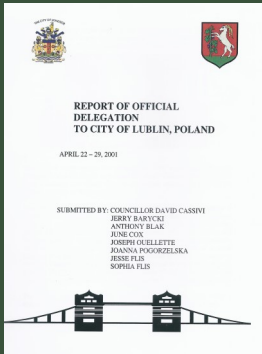 REPORT OF OFFICIAL
DELEGATION
TO CITY OF LUBLIN, POLAND
APRIL 22 – 29, 2001
SUBMITTED BY: COUNCILLOR DAVID CASSIVI
JERRY BARYCKI
ANTHONY BLAK
JUNE COX
JOSEPH OUELLETTE
JOANNA POGORZELSKA
JESSE FLIS
SOPHIA FLIS